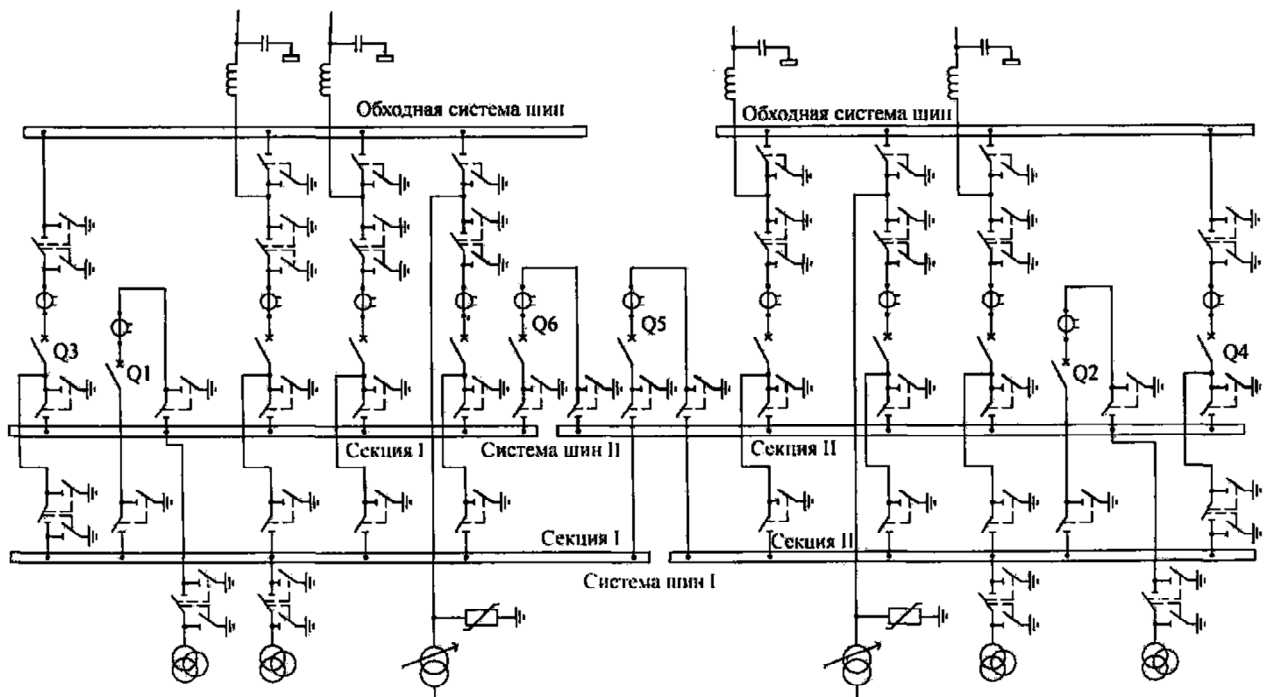 Обходная система шин
Обходная система шин
Q6
Q5
Q3
Q1
Q2
Q4
Секция I
Система шин II
Секция II
Секция I
Секция II
Система шин I